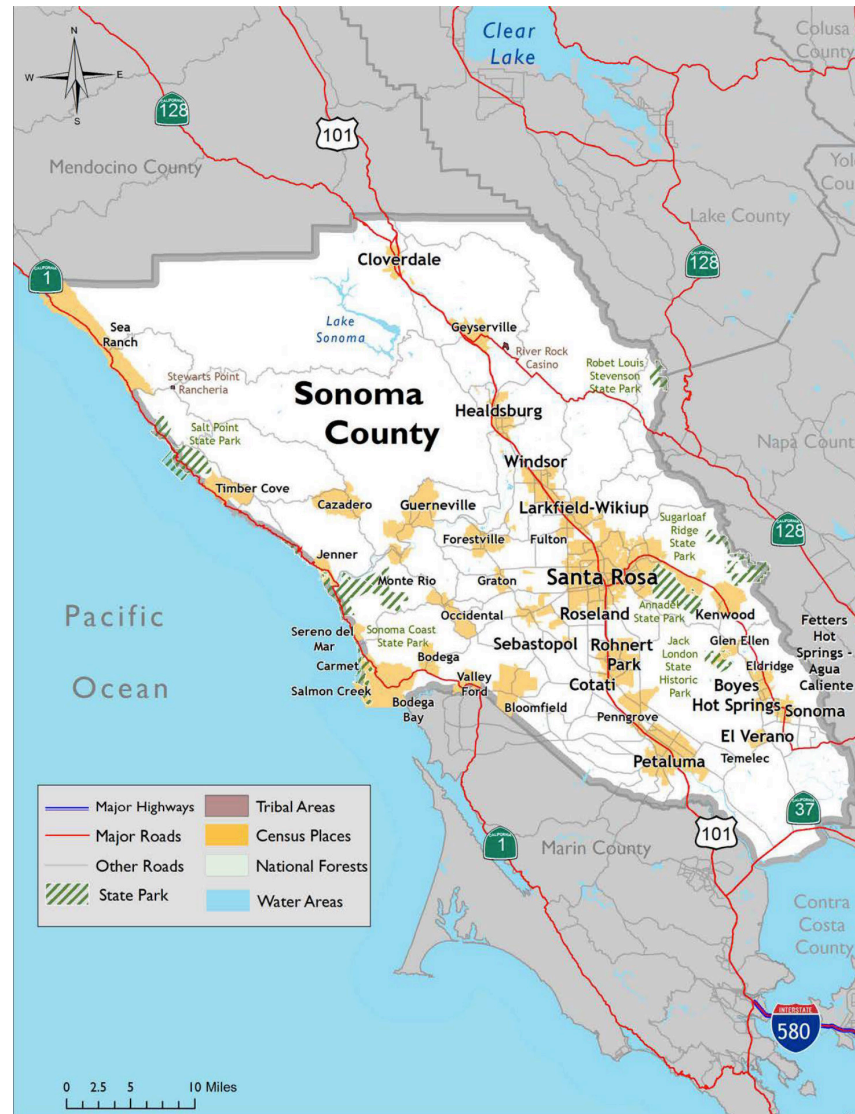 N
W
E
S
CALIFORNIA
128
101
Mendocino County
Clear
Lake
Colusa
County
Yolo
Cou
Lake County
CALIFORNIA
128
CALIFORNIA
1
Cloverdale
Lake
Sonoma
Geyserville
River Rock
Casino
Robet Louis
Stevenson
State Park
Sea
Ranch
Stewarts Point
Rancheria
Sonoma
County
Healdsburg
Napa Count
Salt Point
State Park
Windsor
Timber Cove
Cazadero
Guerneville
Larkfield-Wikiup
Sugarloaf
Ridge
State
Park
CALIFORNIA
128
Forestville
Fulton
Jenner
Monte Rio
Graton
Santa Rosa
Annadel
State Park
Kenwood
Pacific
Ocean
Occidental
Roseland
Sereno del
Mar
Sonoma Coast
State Park
Sebastopol
Rohnert
Park
Jack
London
State
Historic
Park
Glen Ellen
Eldridge
Fetters
Hot
Springs -
Agua
Caliente
Carmet
Bodega
Salmon Creek
Valley
Ford
Cotati
Boyes
Hot Springs
Sonoma
Bodega
Bay
Bloomfield
Penngrove
El Verano
Petaluma
Temelec
Major Highways
Major Roads
Other Roads
State Park
Tribal Areas
Census Places
National Forests
Water Areas
CALIFORNIA
1
101
CALIFORNIA
37
Marin County
Contra
Costa
County
INTERSTATE
580
0 2.5 5 10 Miles